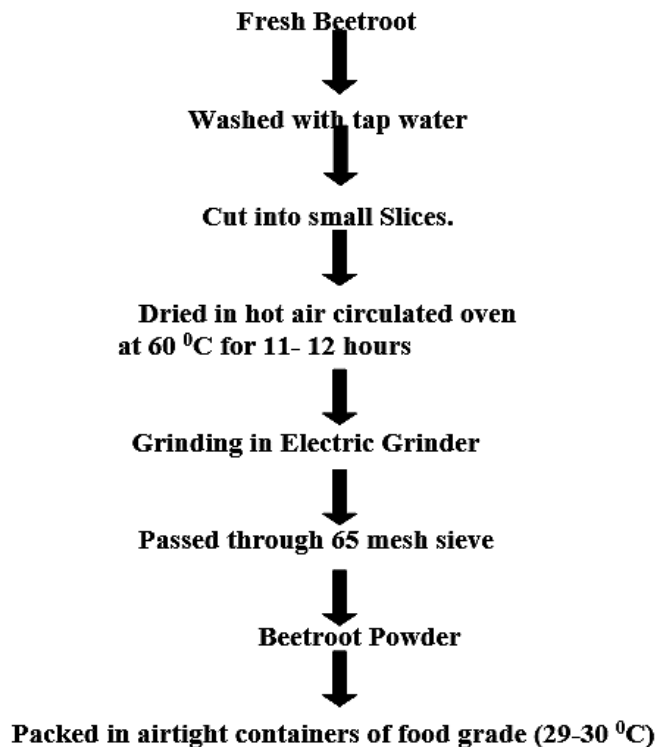 Fresh Beetroot
Washed with tap water
Cut into small Slices.
Dried in hot air circulated oven
at 60 ⁰C for 11- 12 hours
Grinding in Electric Grinder
Passed through 65 mesh sieve
Beetroot Powder
Packed in airtight containers of food grade (29-30 ⁰C)